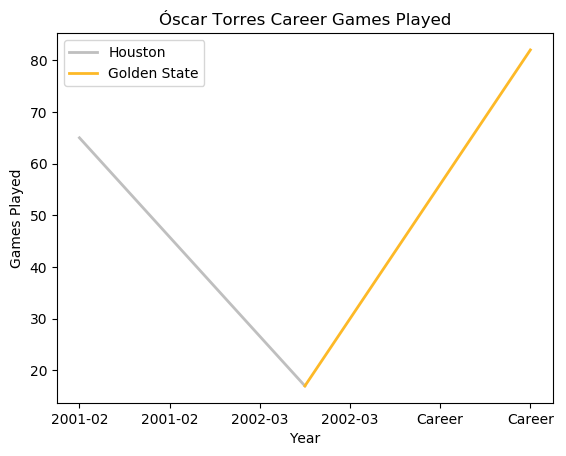 Óscar Torres Career Games Played
Houston
Golden State
Games Played
80
70
60
50
40
30
20
2001-02 2001-02 2002-03 2002-03 Career Career
Year